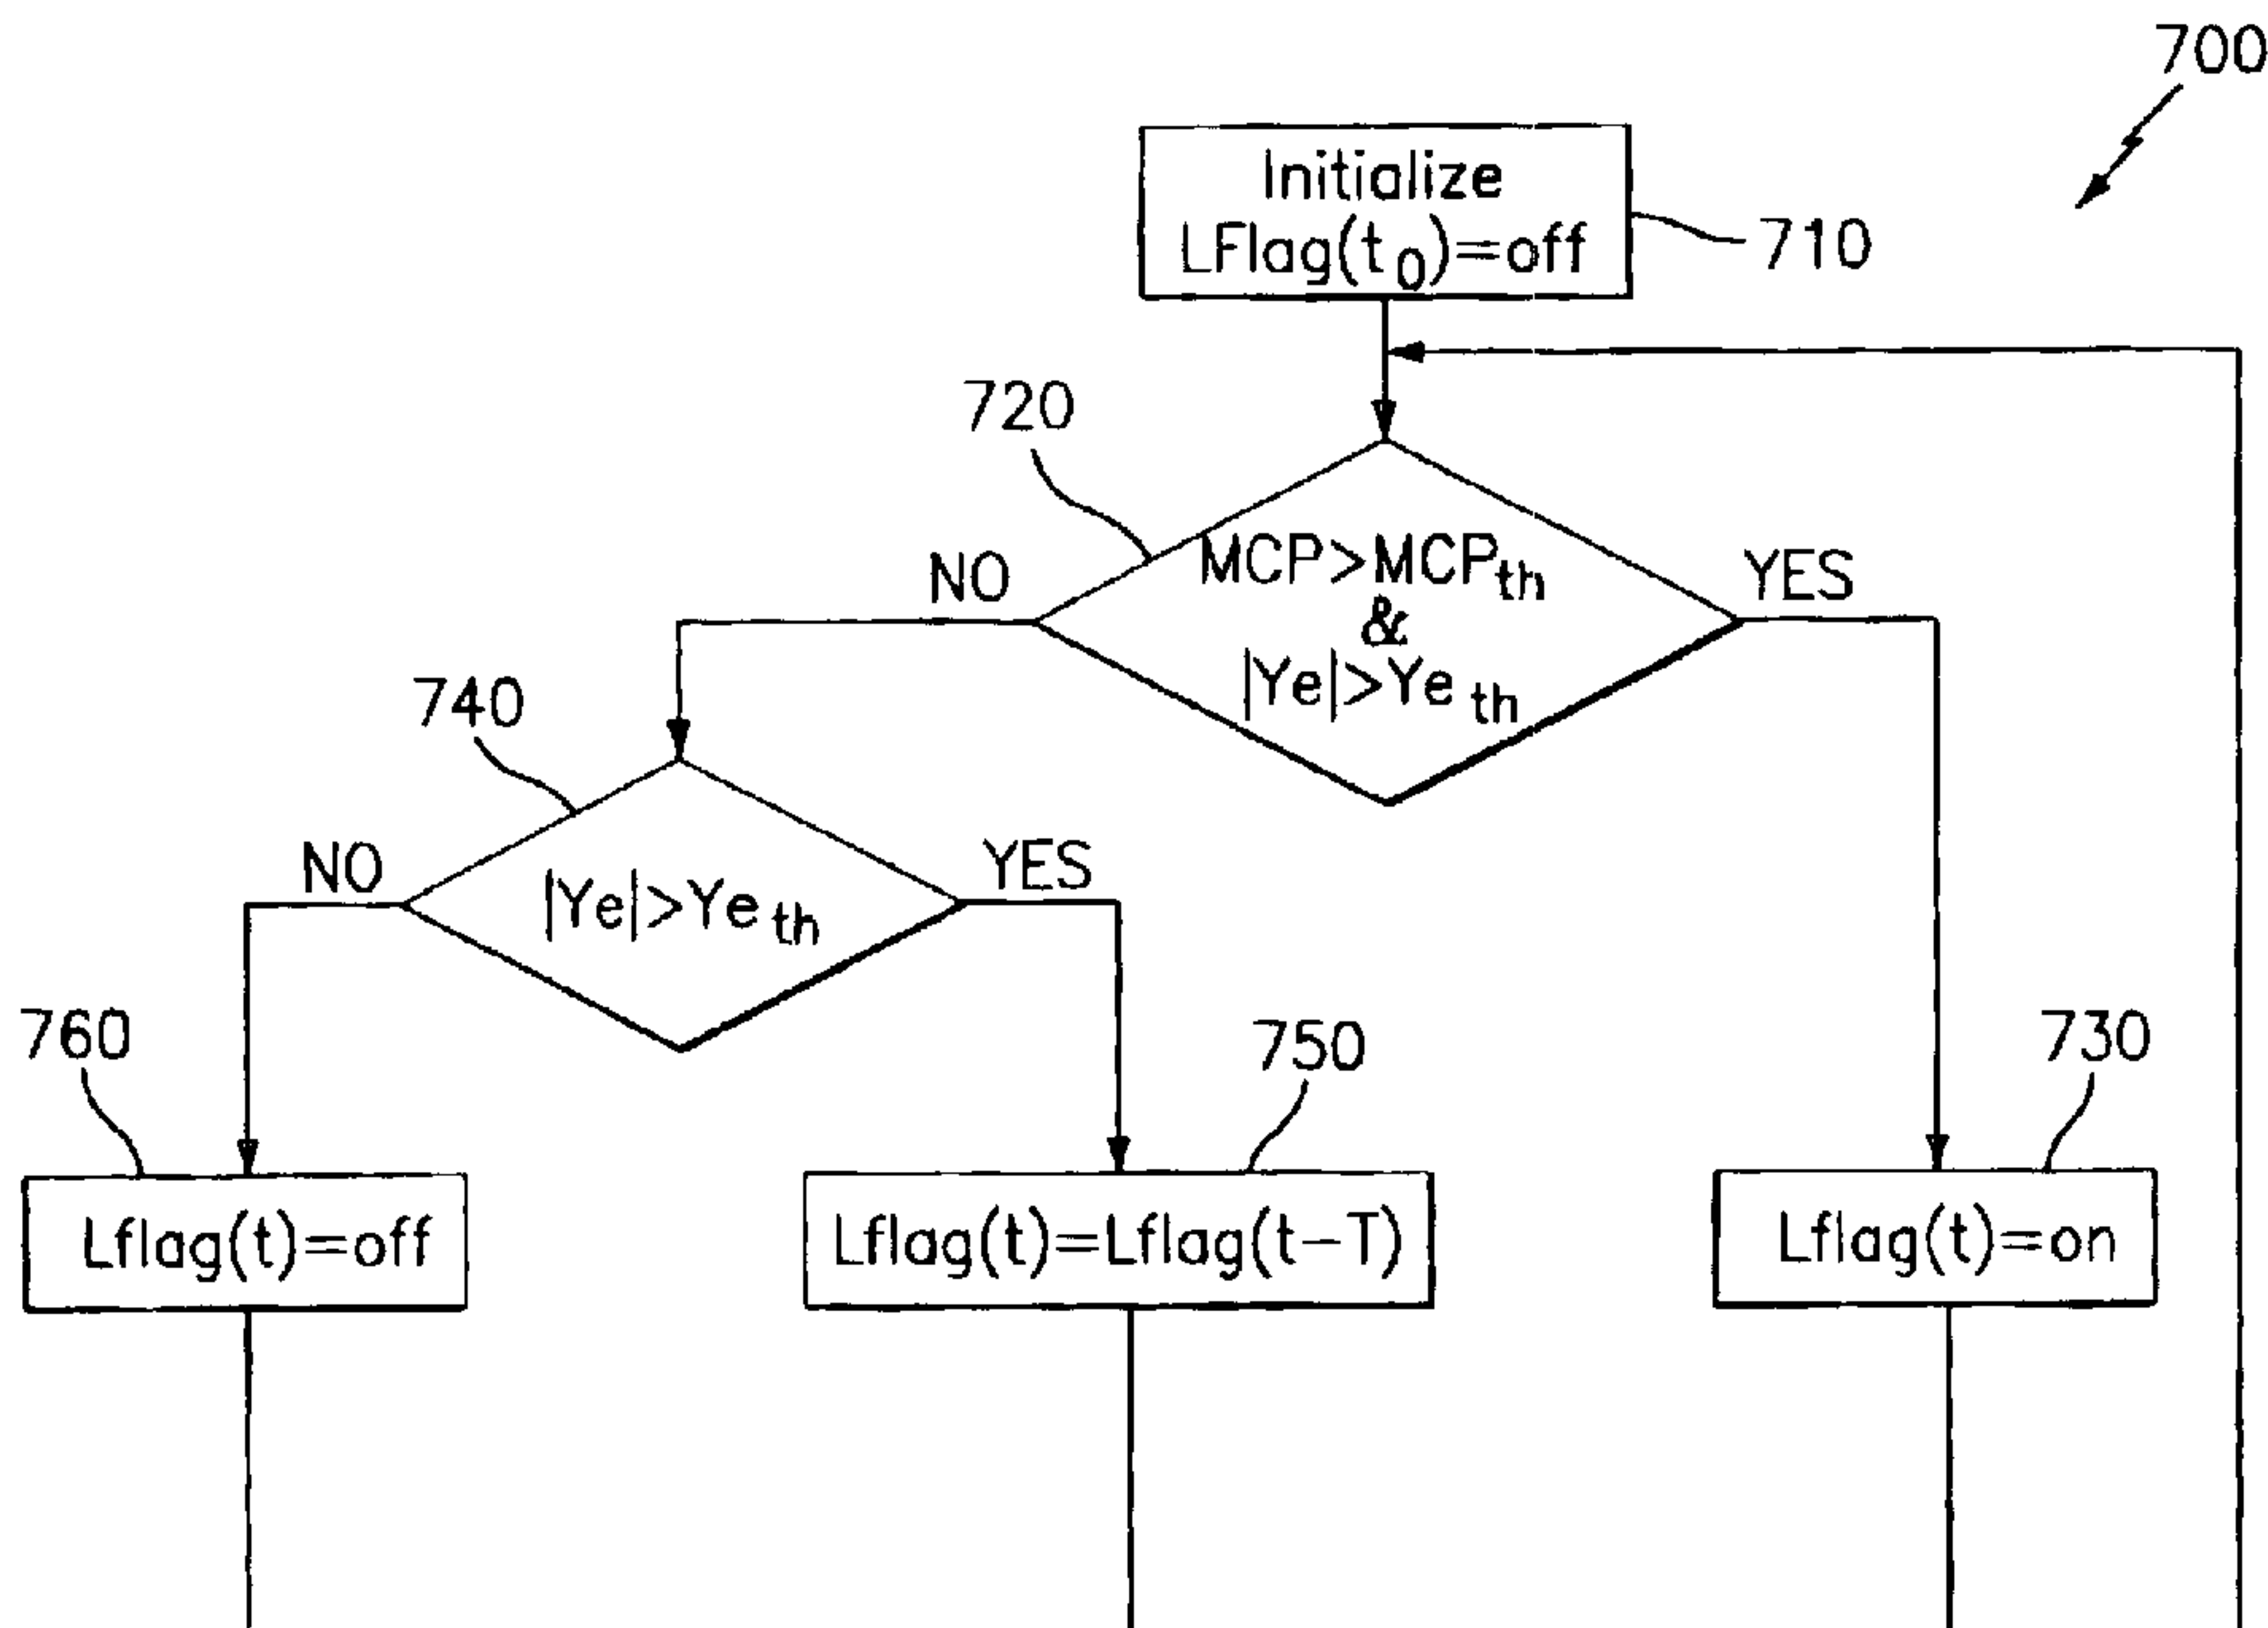 700
Initialize
LFlag(t0)=off
710
720
MCP>MCPth
&
|Ye|>Yeth
NO
YES
740
|Ye|>Yeth
NO
YES
760
750
730
Lflag(t)=off
Lflag(t)=Lflag(t-T)
Lflag(t)=on